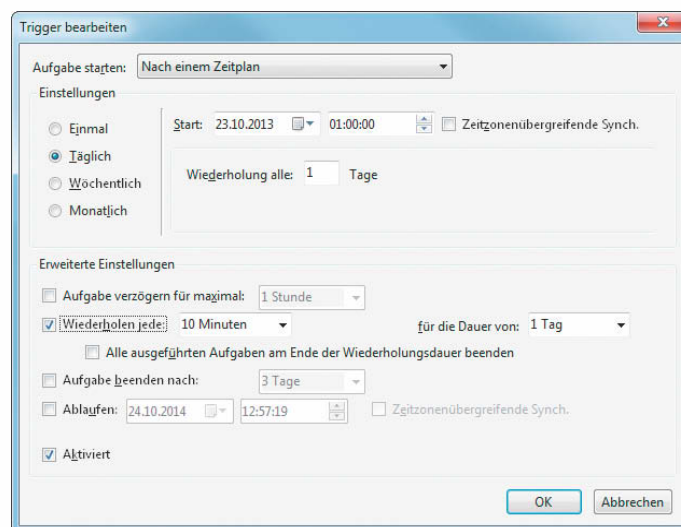 Trigger bearbeiten
Aufgabe starten: Nach einem Zeitplan
Einstellungen
Einmal
Täglich
Wöchentlich
Monatlich
Start: 23.10.2013 01:00:00 Zeitzonenübergreifende Synch.
Wiederholung alle: 1 Tage
Erweiterte Einstellungen
Aufgabe verzögern für maximal: 1 Stunde
Wiederholen jede: 10 Minuten für die Dauer von: 1 Tag
Alle ausgeführten Aufgaben am Ende der Wiederholungsdauer beenden
Aufgabe beenden nach: 3 Tage
Ablaufen: 24.10.2014 12:57:19 Zeitzonenübergreifende Synch.
Aktiviert
OK Abbrechen